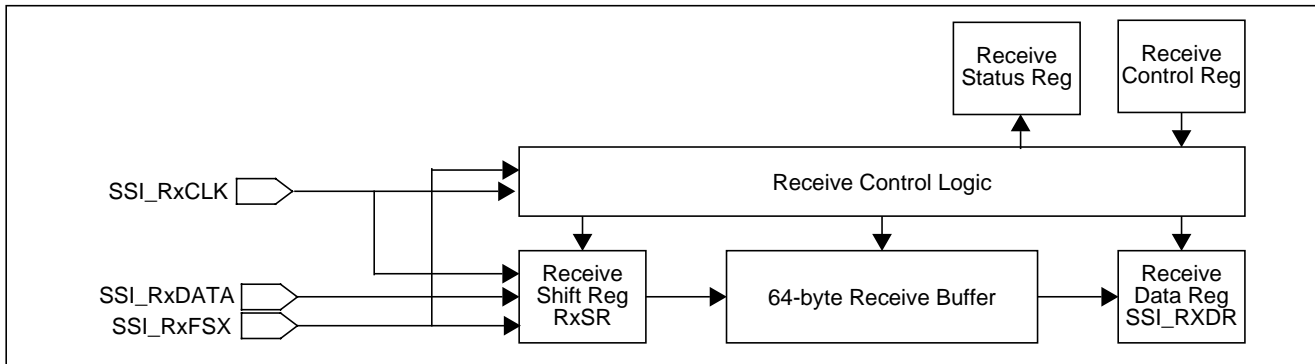 Receive
Status Reg
Receive
Control Reg
SSI_RxCLK
Receive Control Logic
SSI_RxDATA
SSI_RxFSX
Receive
Shift Reg
RxSR
64-byte Receive Buffer
Receive
Data Reg
SSI_RXDR